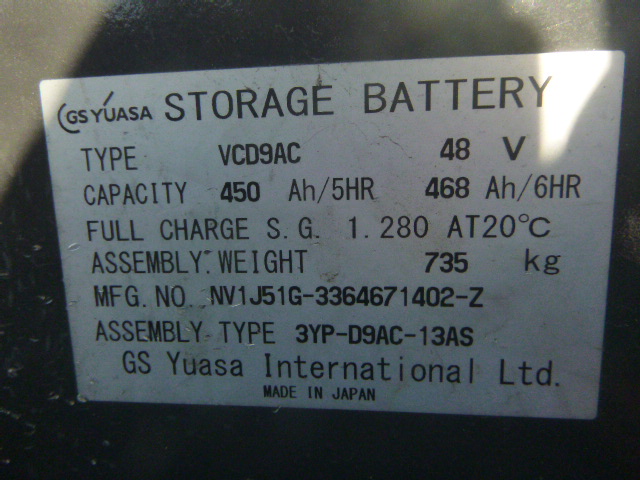 GS YUASA STORAGE BATTERY
TYPE VCD9AC 48 V
CAPACITY 450 Ah/5HR 468 Ah/6HR
FULL CHARGE S.G. 1.280 AT20℃
ASSEMBLY WEIGHT 735 kg
MFG.NO. NV1J51G-3364671402-Z
ASSEMBLY TYPE 3YP-D9AC-13AS
GS Yuasa International Ltd.
MADE IN JAPAN